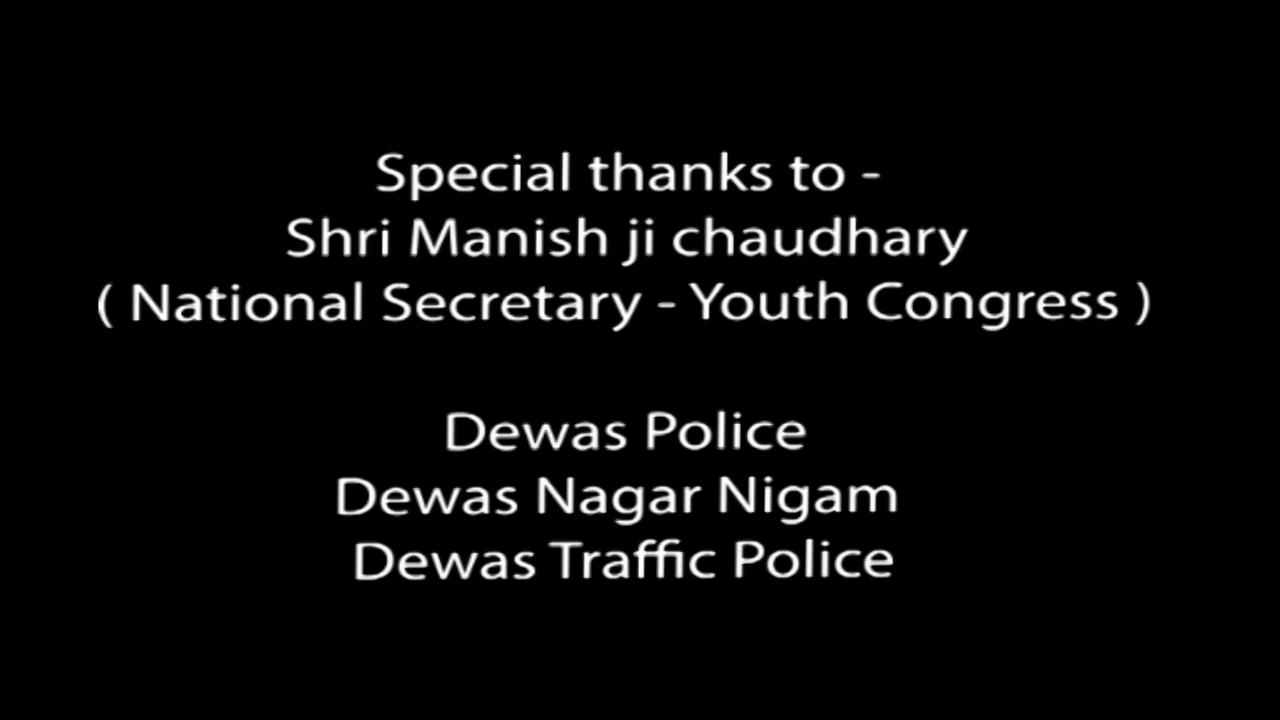 Special thanks to -
Shri Manish ji chaudhary
( National Secretary - Youth Congress )
Dewas Police
Dewas Nagar Nigam
Dewas Traffic Police